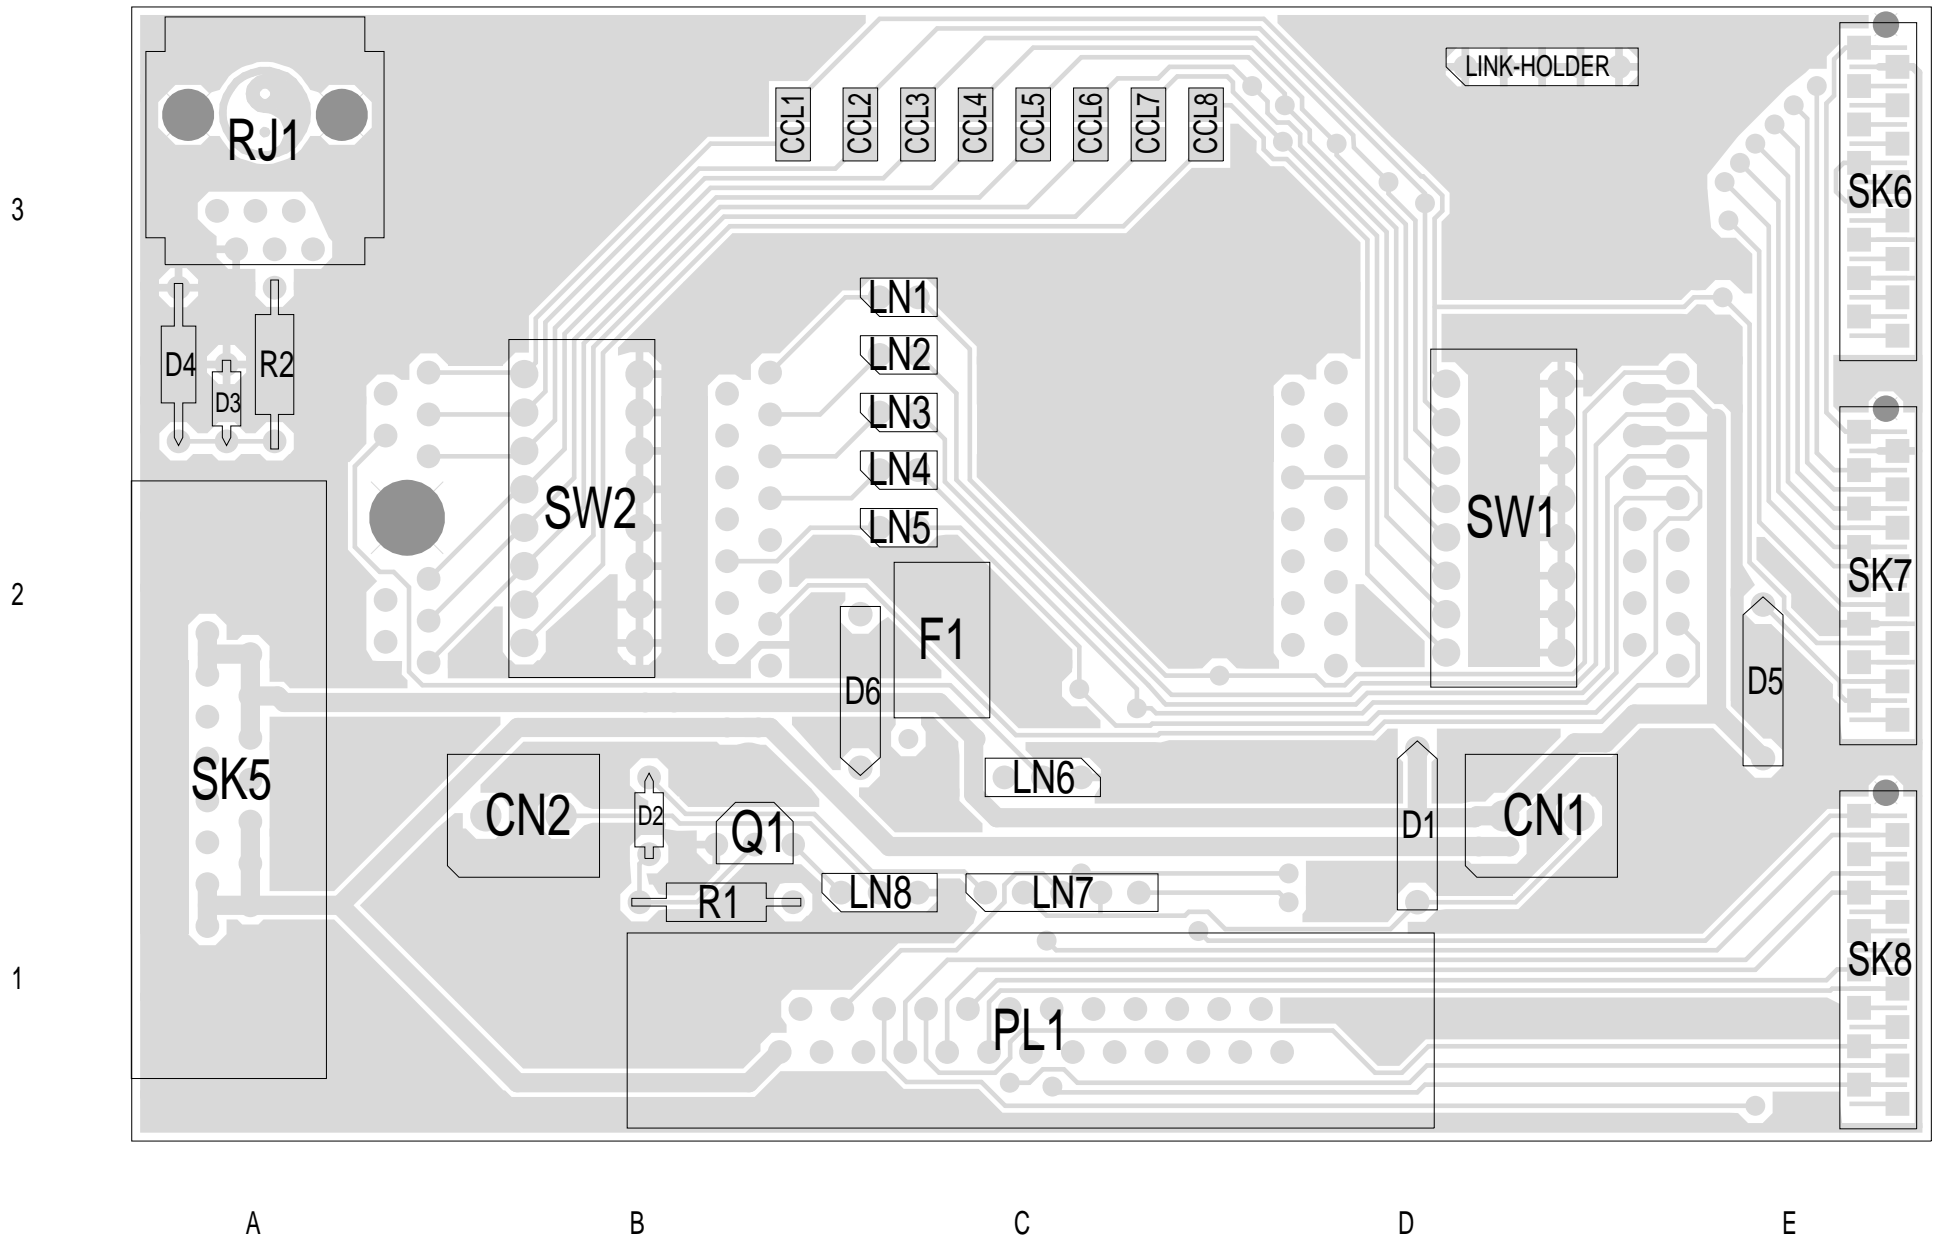 LINK-HOLDER
CCL1
CCL2
CCL3
CCL4
CCL5
CCL6
CCL7
CCL8
RJ1
SK6
3
LN1
LN2
D4
R2
D3
LN3
LN4
SW2
SW1
LN5
SK7
2
F1
D6
D5
SK5
LN6
CN2
D2
Q1
D1
CN1
R1
LN8
LN7
SK8
1
PL1
A
B
C
D
E